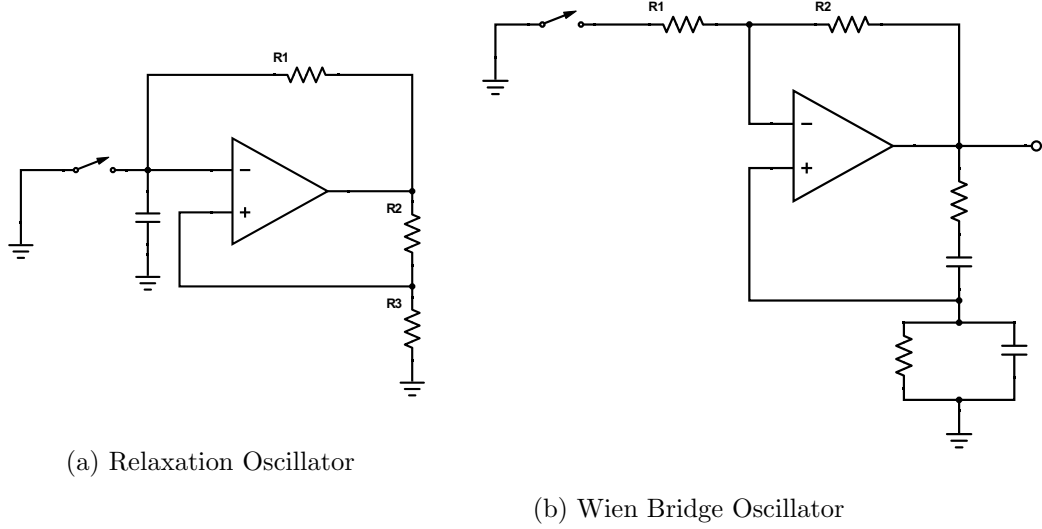 R1
R2
R1
−
+
R2
R3
−
+
(a) Relaxation Oscillator
(b) Wien Bridge Oscillator